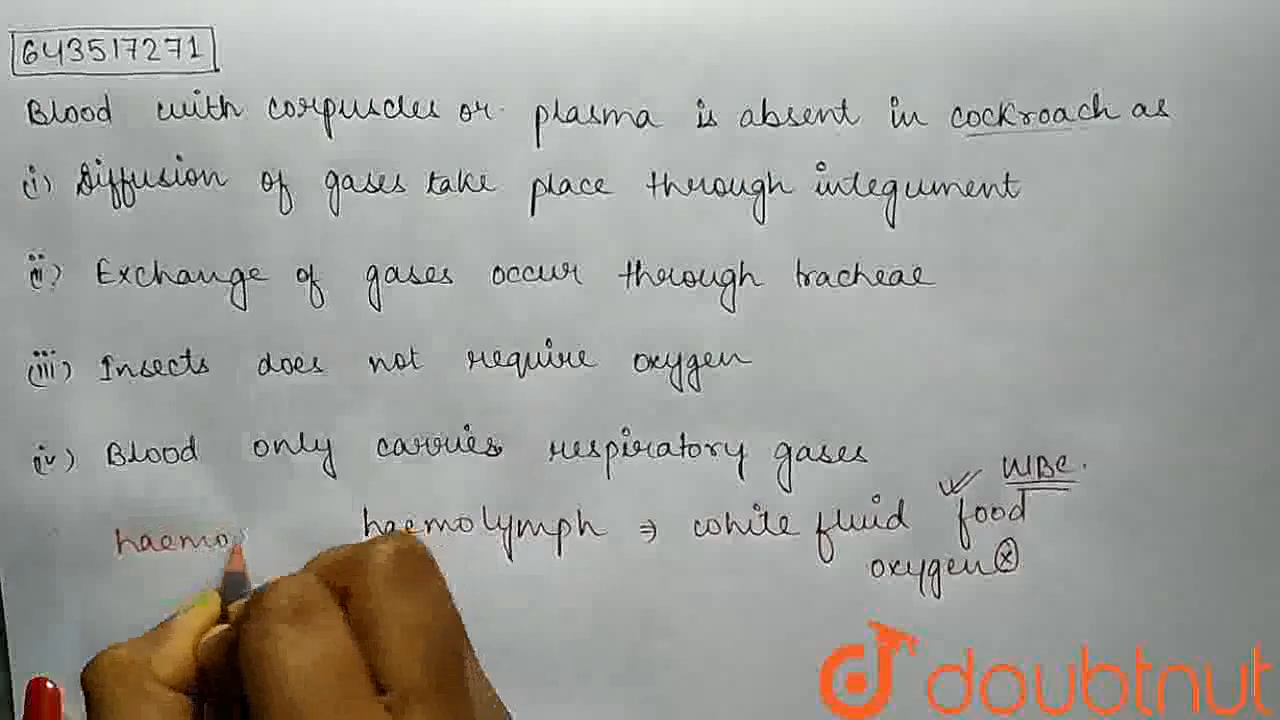 643517271
Blood with corpuscles or plasma is absent in cockroach as
(i) Diffusion of gases take place through integument
(ii) Exchange of gases occur through tracheae
(iii) Insects does not require oxygen
(iv) Blood only carries respiratory gases
WBC.
haemolymph ⇒ white fluid food
oxygen ⓧ
haemo
doubtnut